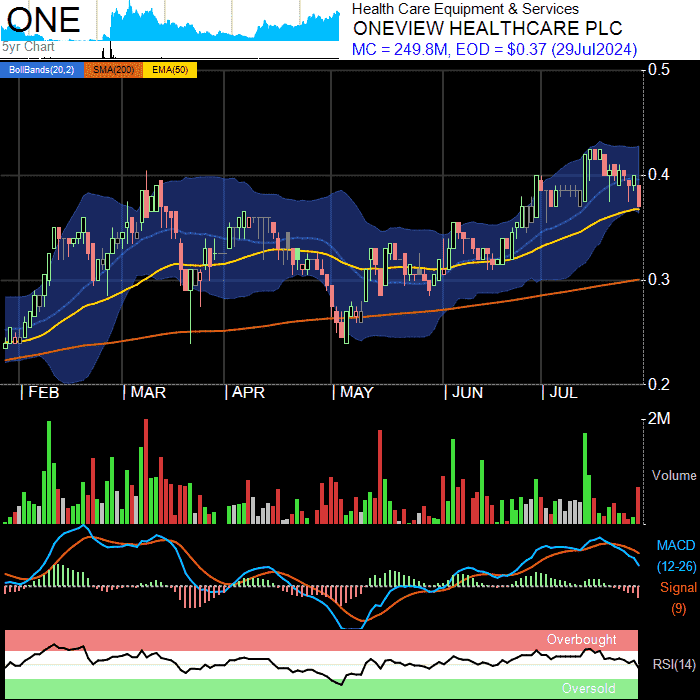 ONE
5yr Chart
Health Care Equipment & Services
ONEVIEW HEALTHCARE PLC
MC = 249.8M, EOD = $0.37 (29Jul2024)
BollBands(20,2) SMA(200) EMA(50)
0.5
0.4
0.3
0.2
FEB MAR APR MAY JUN JUL
2M
Volume
MACD
(12-26)
Signal
(9)
Overbought
RSI(14)
Oversold